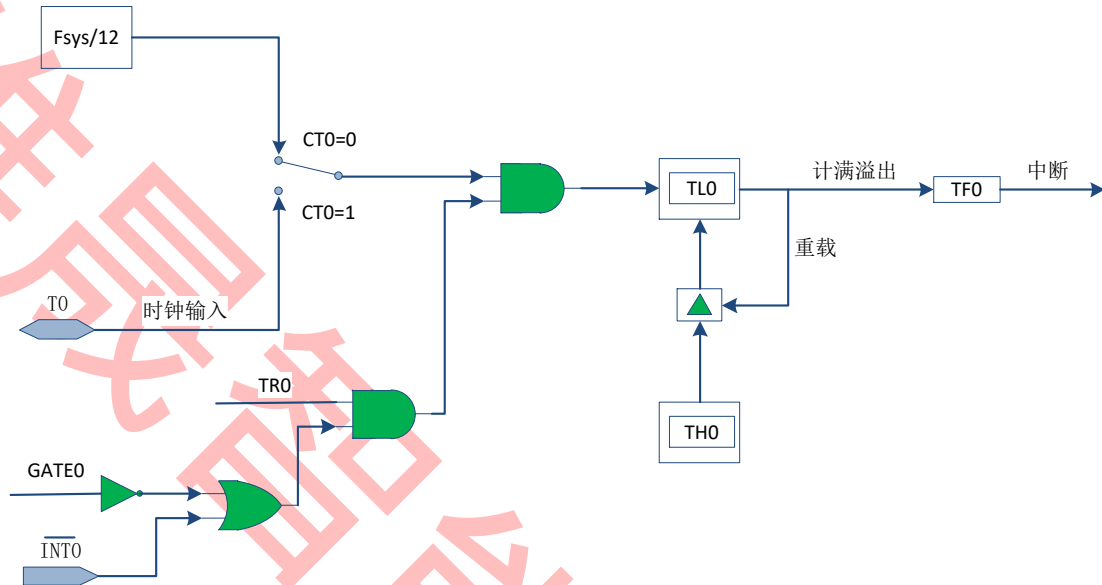 Fsys/12
CT0=0
CT0=1
T0
时钟输入
TL0
计满溢出
TF0
中断
重载
TH0
TR0
GATE0
INT0